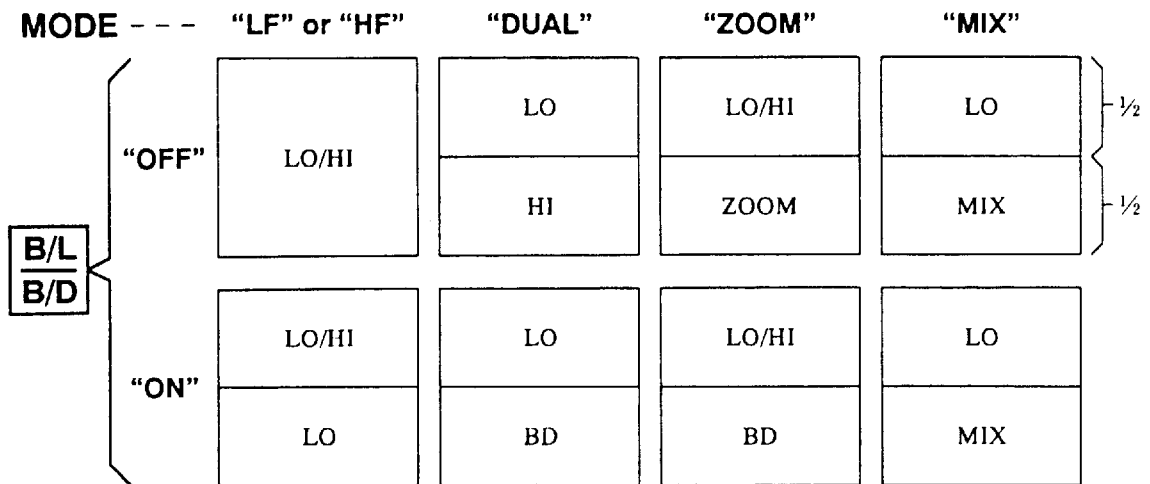 MODE - - - "LF" or "HF" "DUAL" "ZOOM" "MIX"
LO LO/HI LO ½
"OFF" LO/HI
HI ZOOM MIX ½
B/L
B/D
LO/HI LO LO/HI LO
"ON"
LO BD BD MIX